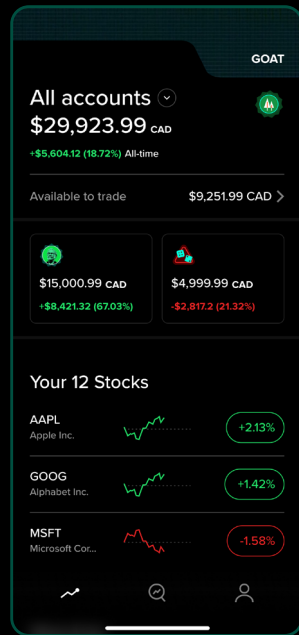 GOAT
All accounts
$29,923.99 CAD
+$5,604.12 (18.72%) All-time
Available to trade $9,251.99 CAD
$15,000.99 CAD
+$8,421.32 (67.03%)
$4,999.99 CAD
-$2,817.2 (21.32%)
Your 12 Stocks
AAPL
Apple Inc.
+2.13%
GOOG
Alphabet Inc.
+1.42%
MSFT
Microsoft Cor...
-1.58%